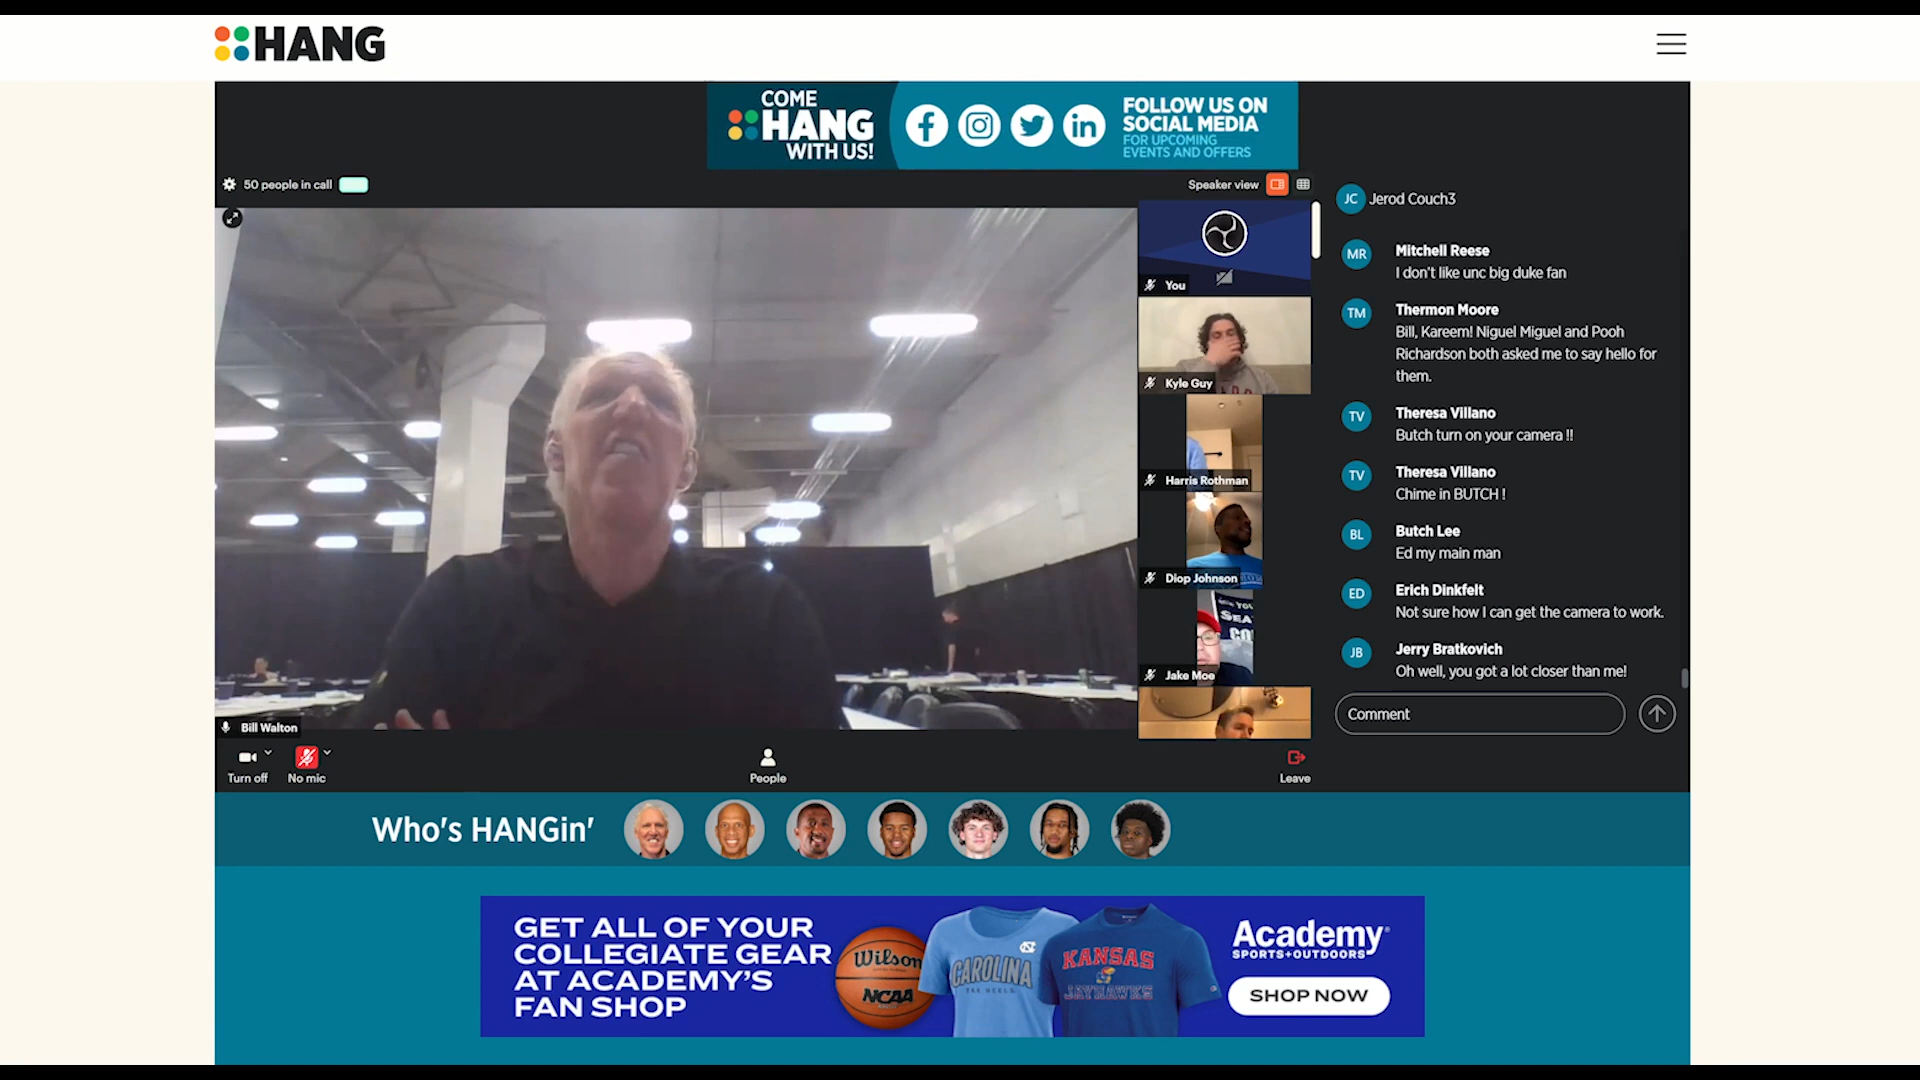 HANG
COME
HANG
WITH US!
FOLLOW US ON
SOCIAL MEDIA
FOR UPCOMING
EVENTS AND OFFERS
50 people in call
Speaker view
You
Kyle Guy
Harris Rothman
Diop Johnson
SEA
CO
Jake Moe
Bill Walton
JC Jerod Couch3
MR Mitchell Reese
I don't like unc big duke fan
TM Thermon Moore
Bill, Kareem! Niguel Miguel and Pooh
Richardson both asked me to say hello for
them.
TV Theresa Villano
Butch turn on your camera !!
TV Theresa Villano
Chime in BUTCH !
BL Butch Lee
Ed my main man
ED Erich Dinkfelt
Not sure how I can get the camera to work.
JB Jerry Bratkovich
Oh well, you got a lot closer than me!
Comment
Turn off
No mic
People
Leave
Who's HANGin'
GET ALL OF YOUR
COLLEGIATE GEAR
AT ACADEMY'S
FAN SHOP
Wilson
NCAA
NC
CAROLINA
TAR HEELS
KANSAS
JAYHAWKS
Academy
SPORTS+OUTDOORS
SHOP NOW